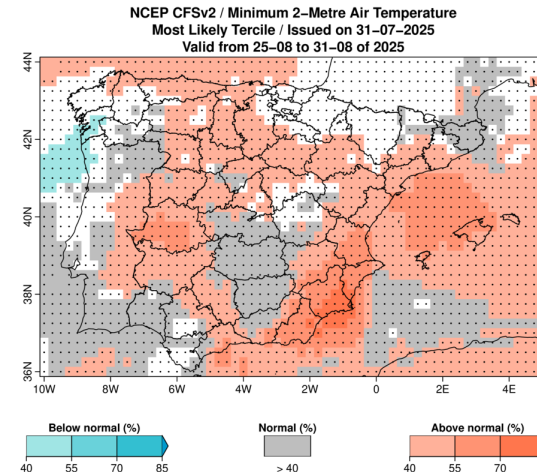 NCEP CFSv2 / Minimum 2−Metre Air Temperature
Most Likely Tercile / Issued on 31−07−2025
Valid from 25−08 to 31−08 of 2025
44N
42N
40N
38N
36N
10W 8W 6W 4W 2W 0 2E 4E
Below normal (%) Normal (%) Above normal (%)
40 55 70 85 > 40 40 55 70